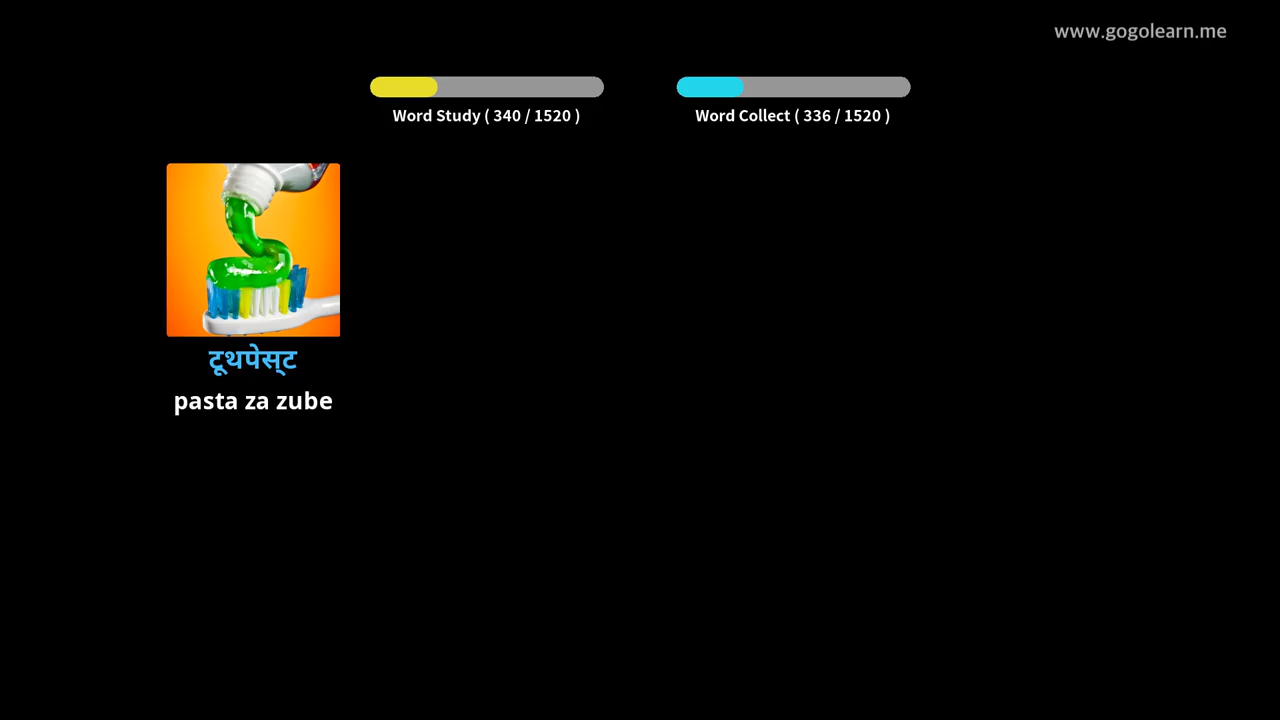 www.gogolearn.me
Word Study ( 340 / 1520 )
Word Collect ( 336 / 1520 )
टूथपेस्ट
pasta za zube